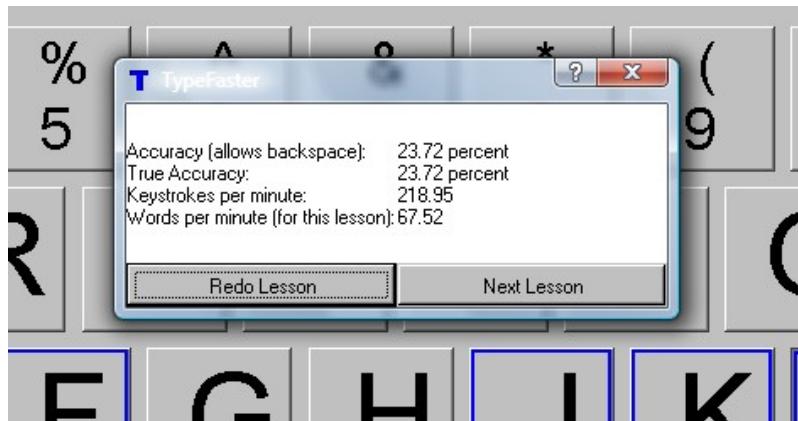 % ^ & * (
5 9
T TypeFaster
?
Accuracy (allows backspace): 23.72 percent
True Accuracy: 23.72 percent
Keystrokes per minute: 218.95
Words per minute (for this lesson): 67.52
Redo Lesson Next Lesson
R
G H K